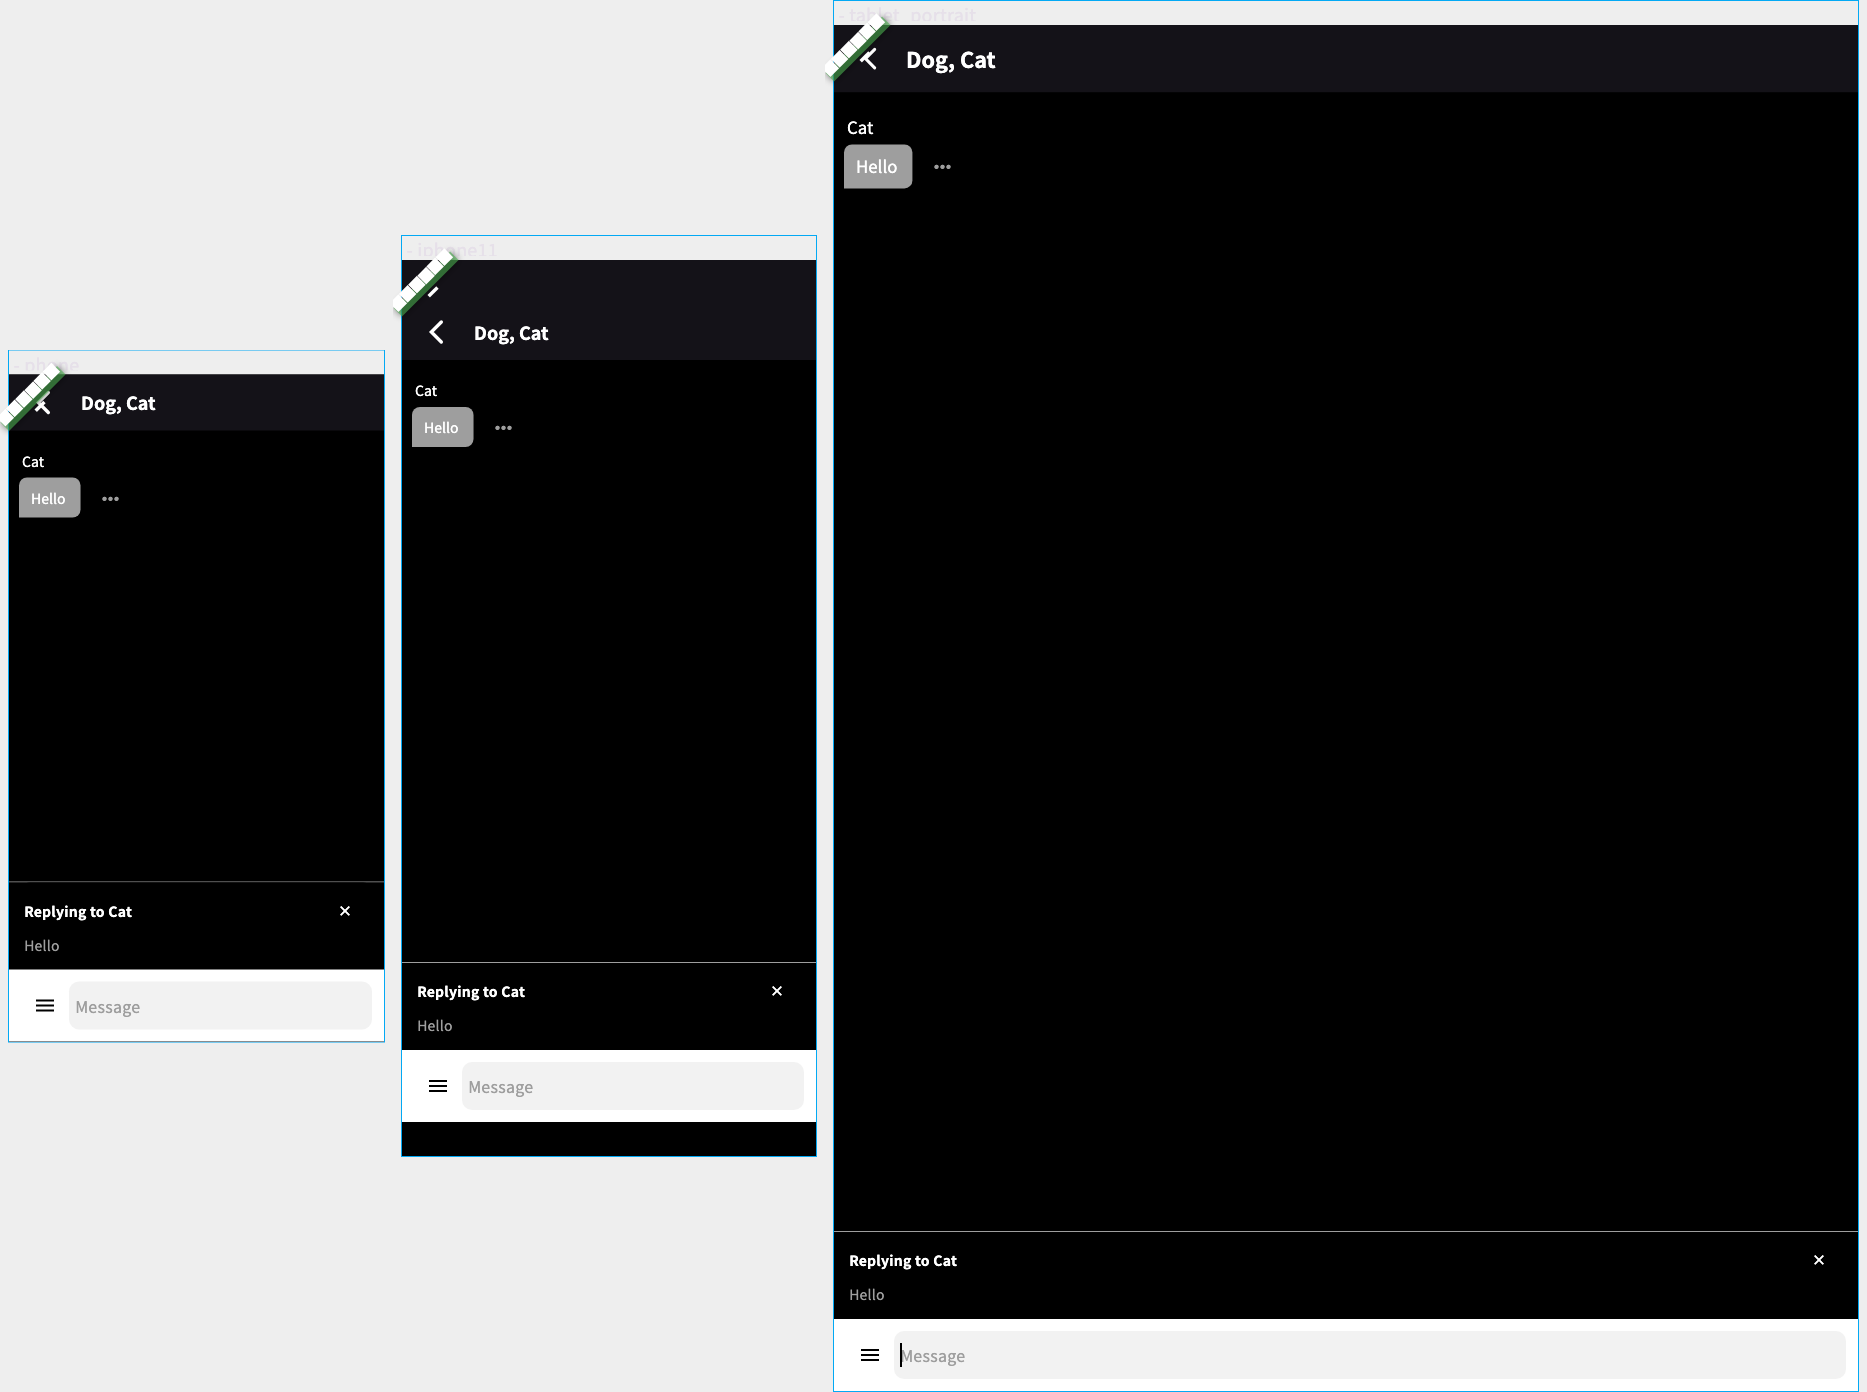 Dog, Cat
Cat
Hello
Replying to Cat
Hello
Message
- iphone11
Dog, Cat
Cat
Hello
Replying to Cat
Hello
Message
- tablet_portrait
Dog, Cat
Cat
Hello
Replying to Cat
Hello
Message